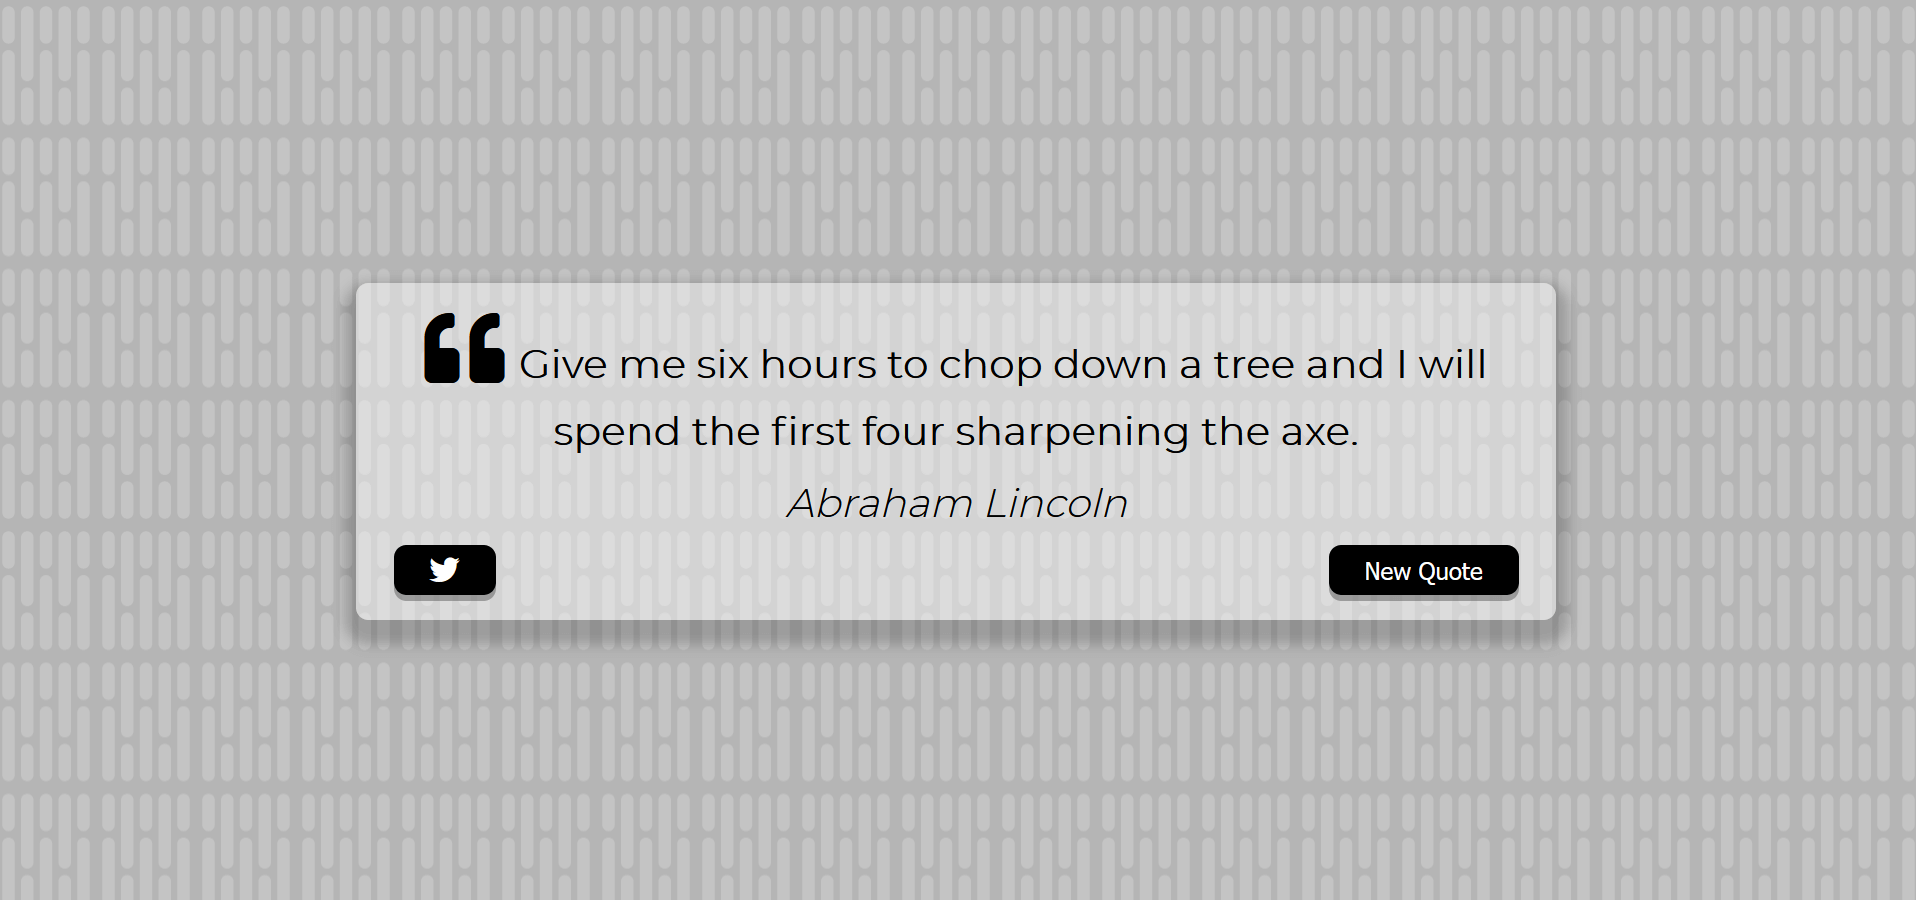 “ Give me six hours to chop down a tree and I will
spend the first four sharpening the axe.
Abraham Lincoln
New Quote